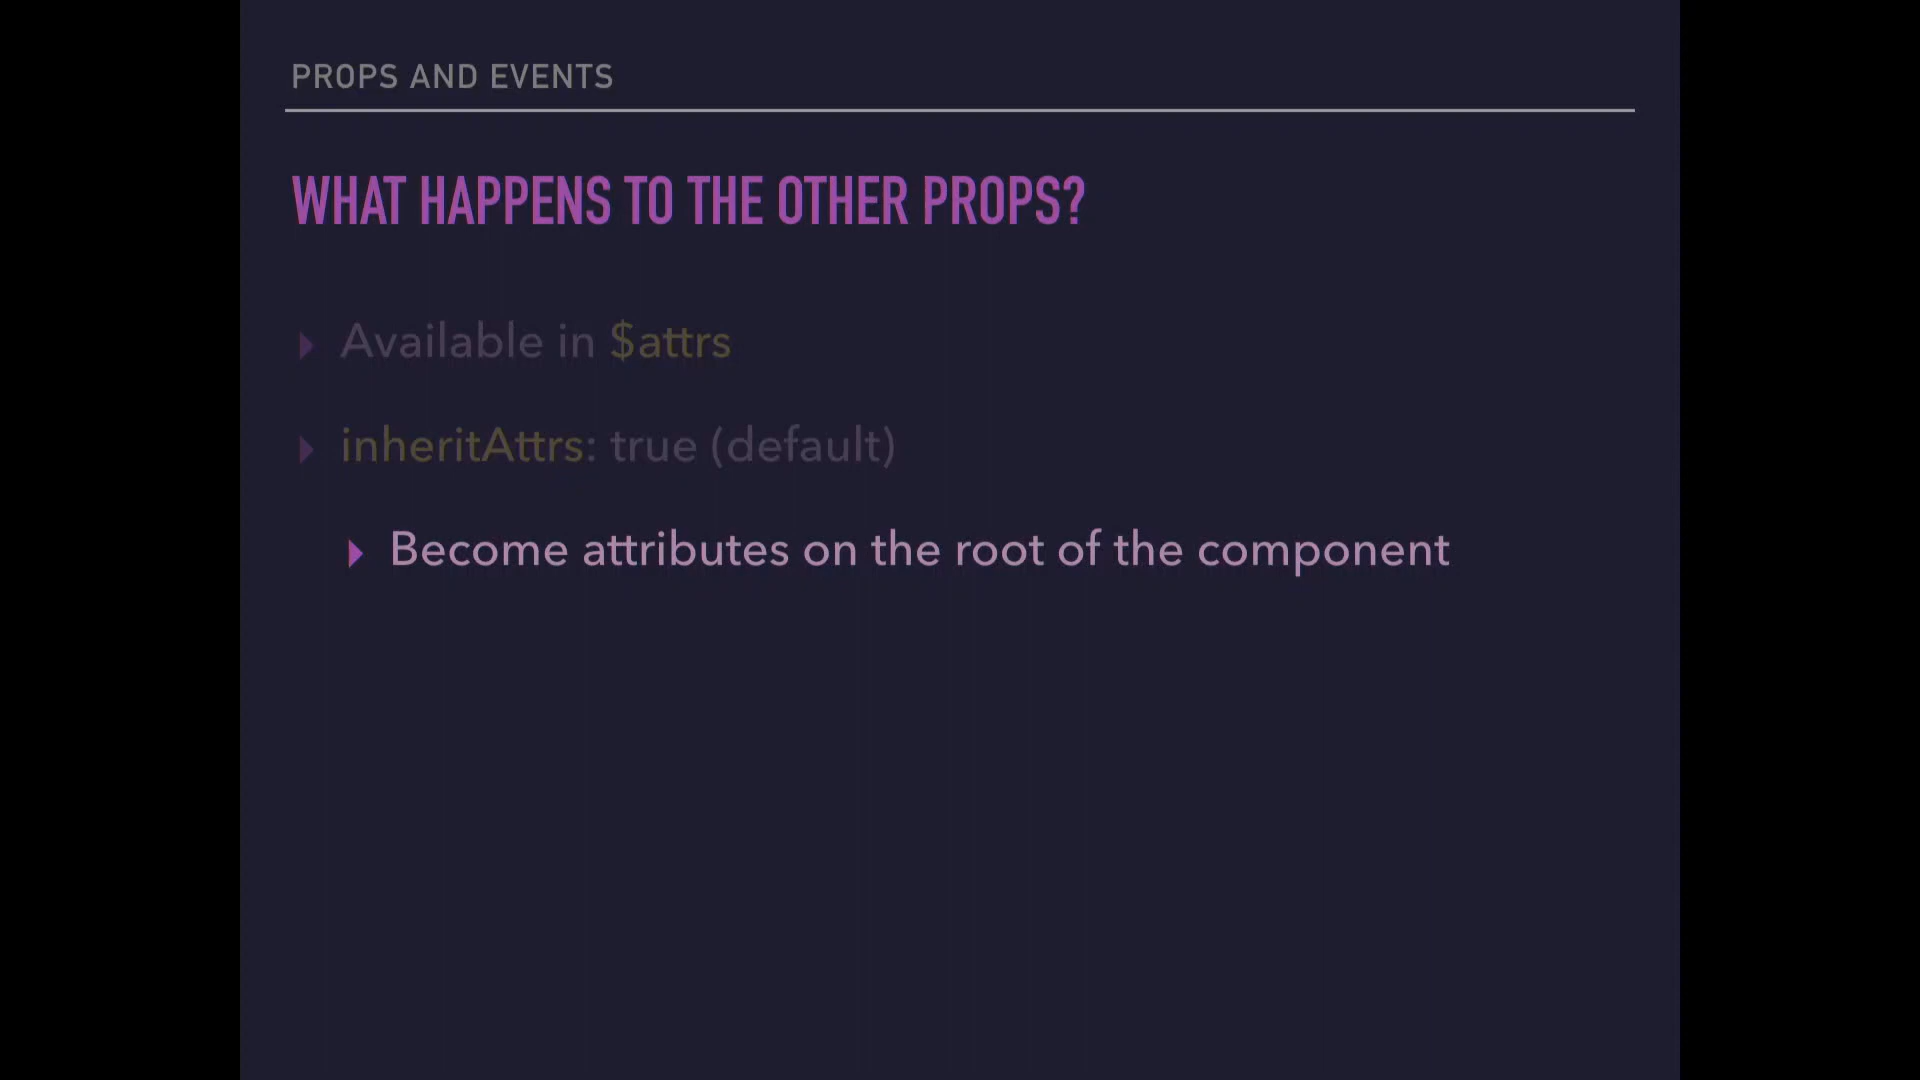 PROPS AND EVENTS
WHAT HAPPENS TO THE OTHER PROPS?
Available in $attrs
inheritAttrs: true (default)
Become attributes on the root of the component